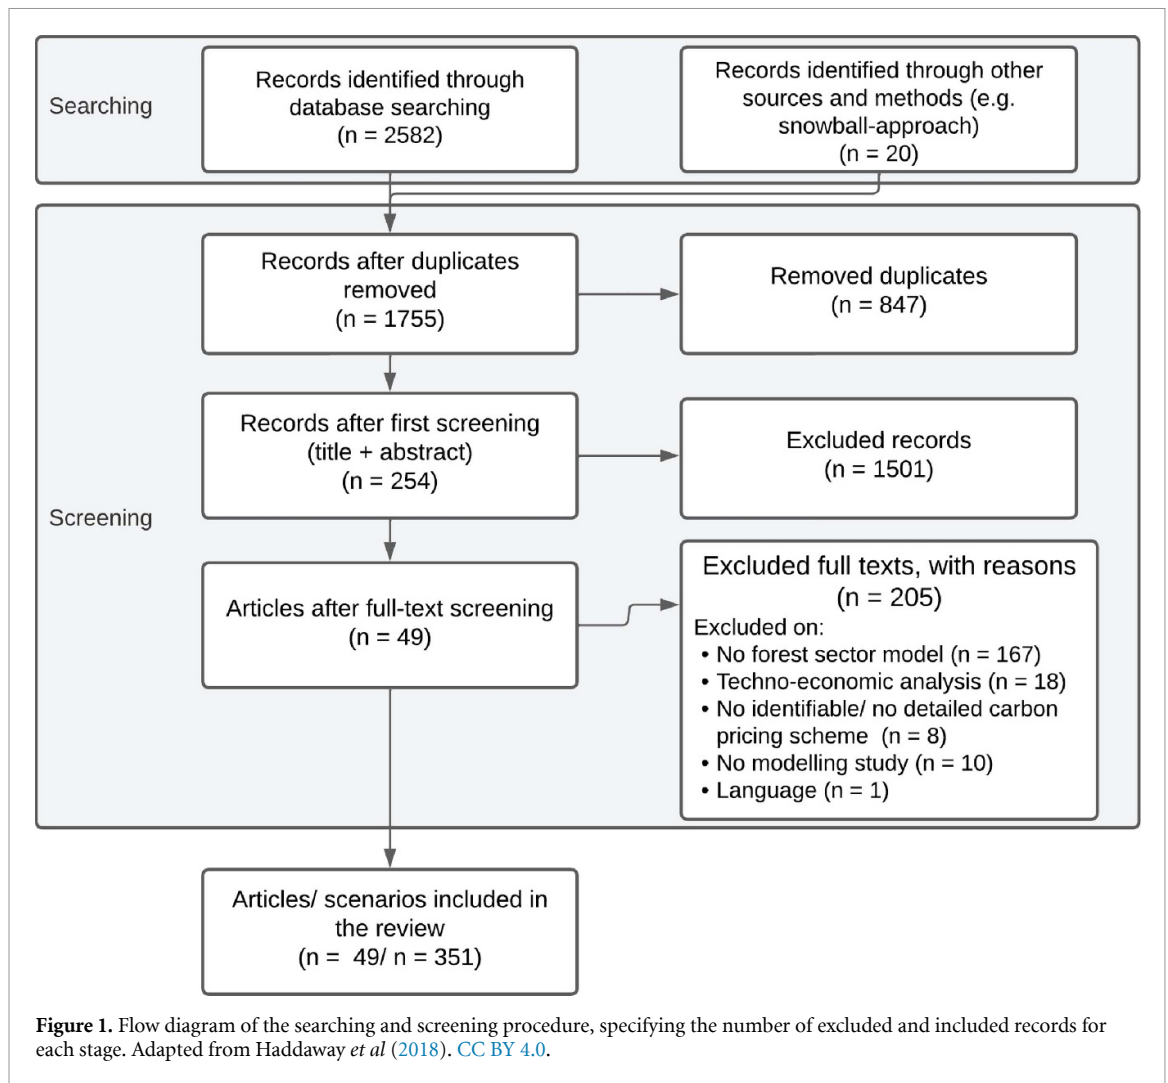 Searching
Records identified through
database searching
(n = 2582)
Records identified through other
sources and methods (e.g.
snowball-approach)
(n = 20)
Screening
Records after duplicates
removed
(n = 1755)
Removed duplicates
(n = 847)
Records after first screening
(title + abstract)
(n = 254)
Excluded records
(n = 1501)
Articles after full-text screening
(n = 49)
Excluded full texts, with reasons
(n = 205)
Excluded on:
• No forest sector model (n = 167)
• Techno-economic analysis (n = 18)
• No identifiable/ no detailed carbon
pricing scheme (n = 8)
• No modelling study (n = 10)
• Language (n = 1)
Articles/ scenarios included in
the review
(n = 49/ n = 351)
Figure 1. Flow diagram of the searching and screening procedure, specifying the number of excluded and included records for
each stage. Adapted from Haddaway et al (2018). CC BY 4.0.